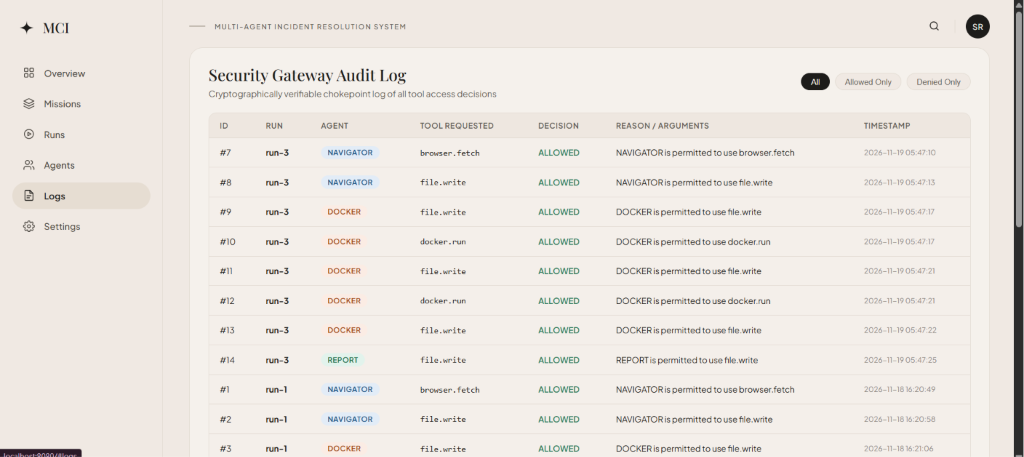 MCI
MULTI-AGENT INCIDENT RESOLUTION SYSTEM
SR
Overview
Missions
Runs
Agents
Logs
Settings
Security Gateway Audit Log
Cryptographically verifiable chokepoint log of all tool access decisions
All Allowed Only Denied Only
ID RUN AGENT TOOL REQUESTED DECISION REASON / ARGUMENTS TIMESTAMP
#7 run-3 NAVIGATOR browser.fetch ALLOWED NAVIGATOR is permitted to use browser.fetch 2026-11-19 05:47:10
#8 run-3 NAVIGATOR file.write ALLOWED NAVIGATOR is permitted to use file.write 2026-11-19 05:47:13
#9 run-3 DOCKER file.write ALLOWED DOCKER is permitted to use file.write 2026-11-19 05:47:17
#10 run-3 DOCKER docker.run ALLOWED DOCKER is permitted to use docker.run 2026-11-19 05:47:17
#11 run-3 DOCKER file.write ALLOWED DOCKER is permitted to use file.write 2026-11-19 05:47:21
#12 run-3 DOCKER docker.run ALLOWED DOCKER is permitted to use docker.run 2026-11-19 05:47:21
#13 run-3 DOCKER file.write ALLOWED DOCKER is permitted to use file.write 2026-11-19 05:47:22
#14 run-3 REPORT file.write ALLOWED REPORT is permitted to use file.write 2026-11-19 05:47:25
#1 run-1 NAVIGATOR browser.fetch ALLOWED NAVIGATOR is permitted to use browser.fetch 2026-11-18 16:20:49
#2 run-1 NAVIGATOR file.write ALLOWED NAVIGATOR is permitted to use file.write 2026-11-18 16:20:58
#3 run-1 DOCKER file.write ALLOWED DOCKER is permitted to use file.write 2026-11-18 16:21:06